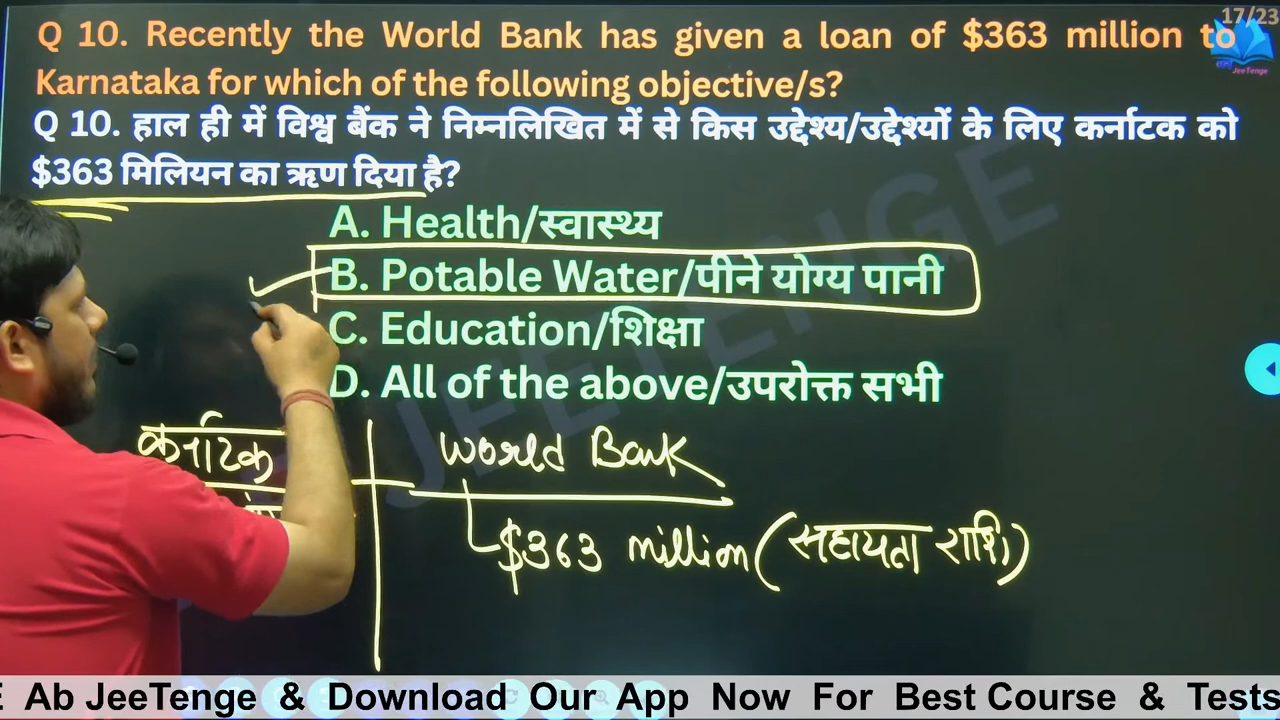 17/23
Q 10. Recently the World Bank has given a loan of $363 million to
Karnataka for which of the following objective/s?
Q 10. हाल ही में विश्व बैंक ने निम्नलिखित में से किस उद्देश्य/उद्देश्यों के लिए कर्नाटक को
$363 मिलियन का ऋण दिया है?
A. Health/स्वास्थ्य
B. Potable Water/पीने योग्य पानी
C. Education/शिक्षा
D. All of the above/उपरोक्त सभी
कर्नाटक
World Bank
$363 million (सहायता राशि)
JEETENGE
JeeTenge
E Ab JeeTenge & Download Our App Now For Best Course & Tests